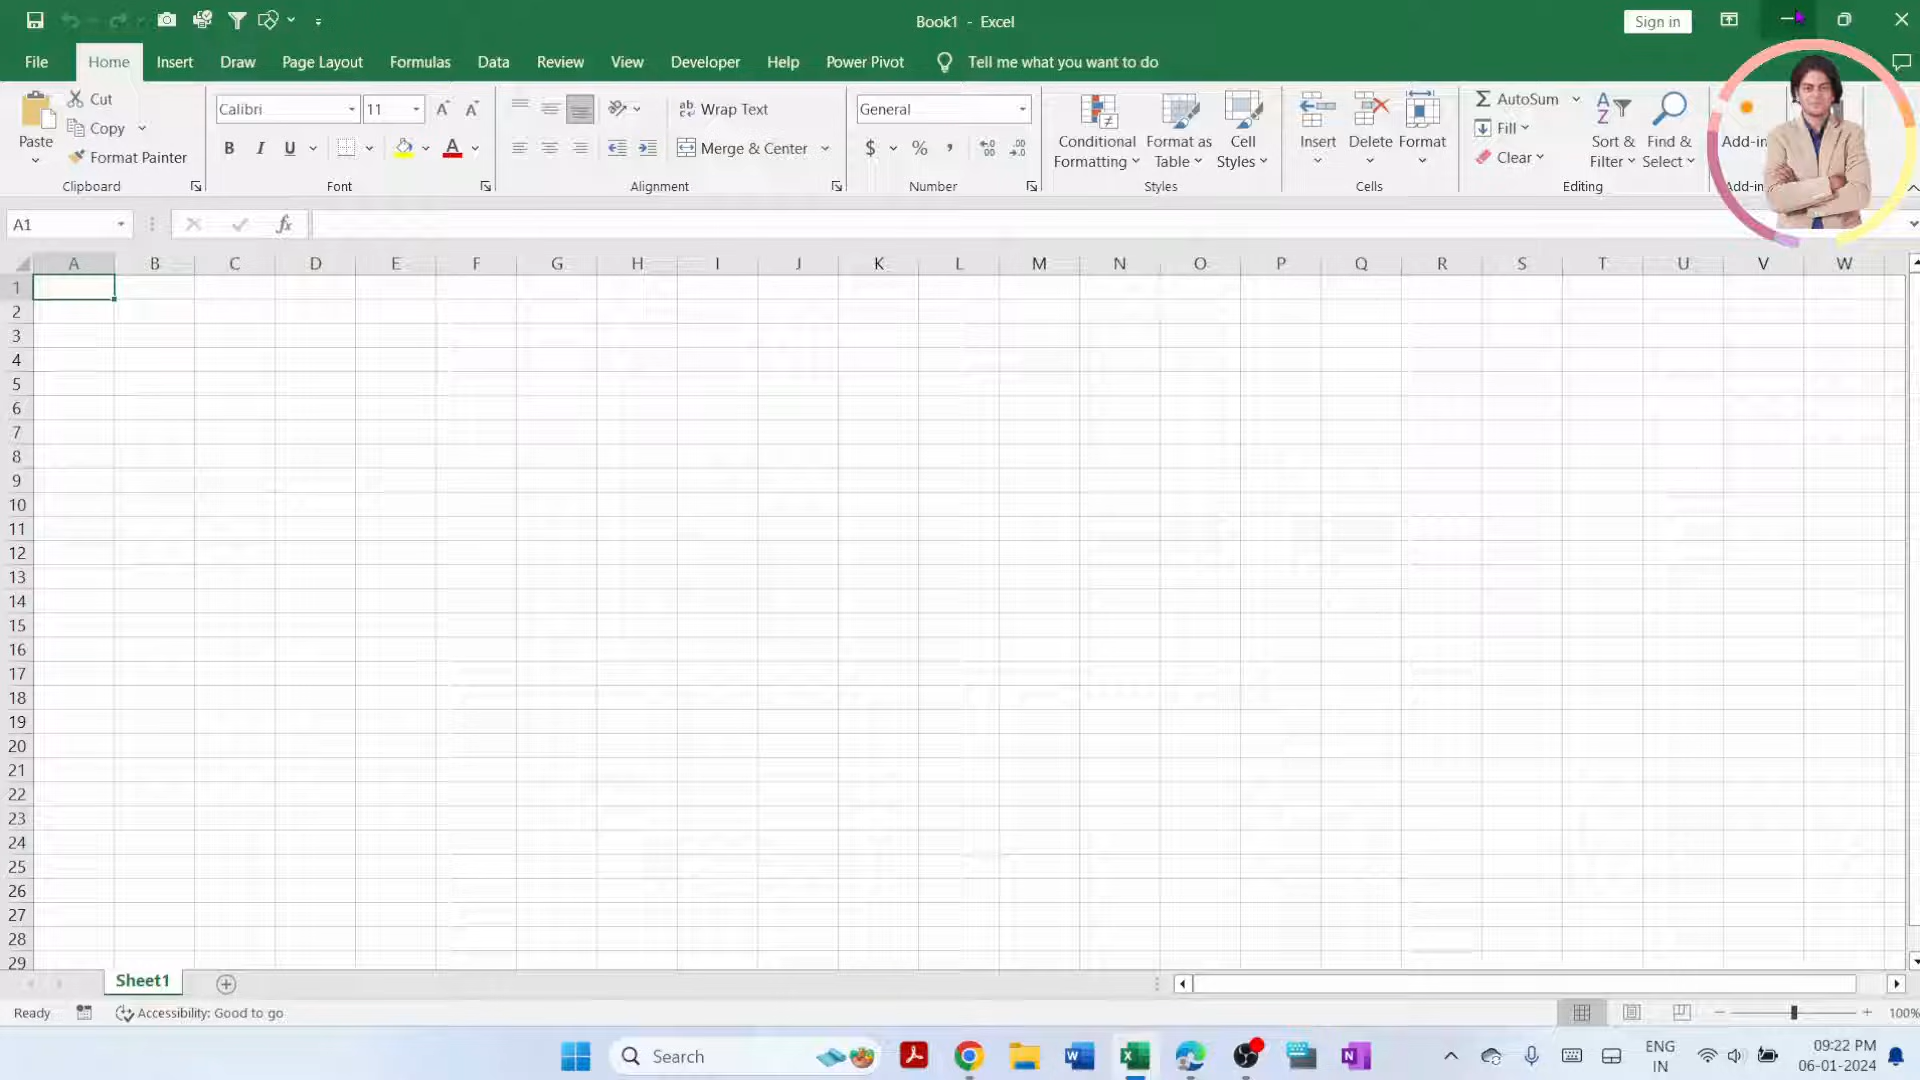 Book1 - Excel
Sign in
File Home Insert Draw Page Layout Formulas Data Review View Developer Help Power Pivot Tell me what you want to do
Paste
Cut
Copy
Format Painter
Clipboard
Calibri 11
B I U A
Font
ab Wrap Text
Merge & Center
Alignment
General
$ % ,
Number
Conditional Formatting
Format as Table
Cell Styles
Styles
Insert Delete Format
Cells
AutoSum
Fill
Clear
Sort & Filter
Find & Select
Editing
Add-in
Add-in
A1
fx
A B C D E F G H I J K L M N O P Q R S T U V W
1
2
3
4
5
6
7
8
9
10
11
12
13
14
15
16
17
18
19
20
21
22
23
24
25
26
27
28
29
Sheet1
Ready Accessibility: Good to go 100%
Search
ENG
IN
09:22 PM
06-01-2024